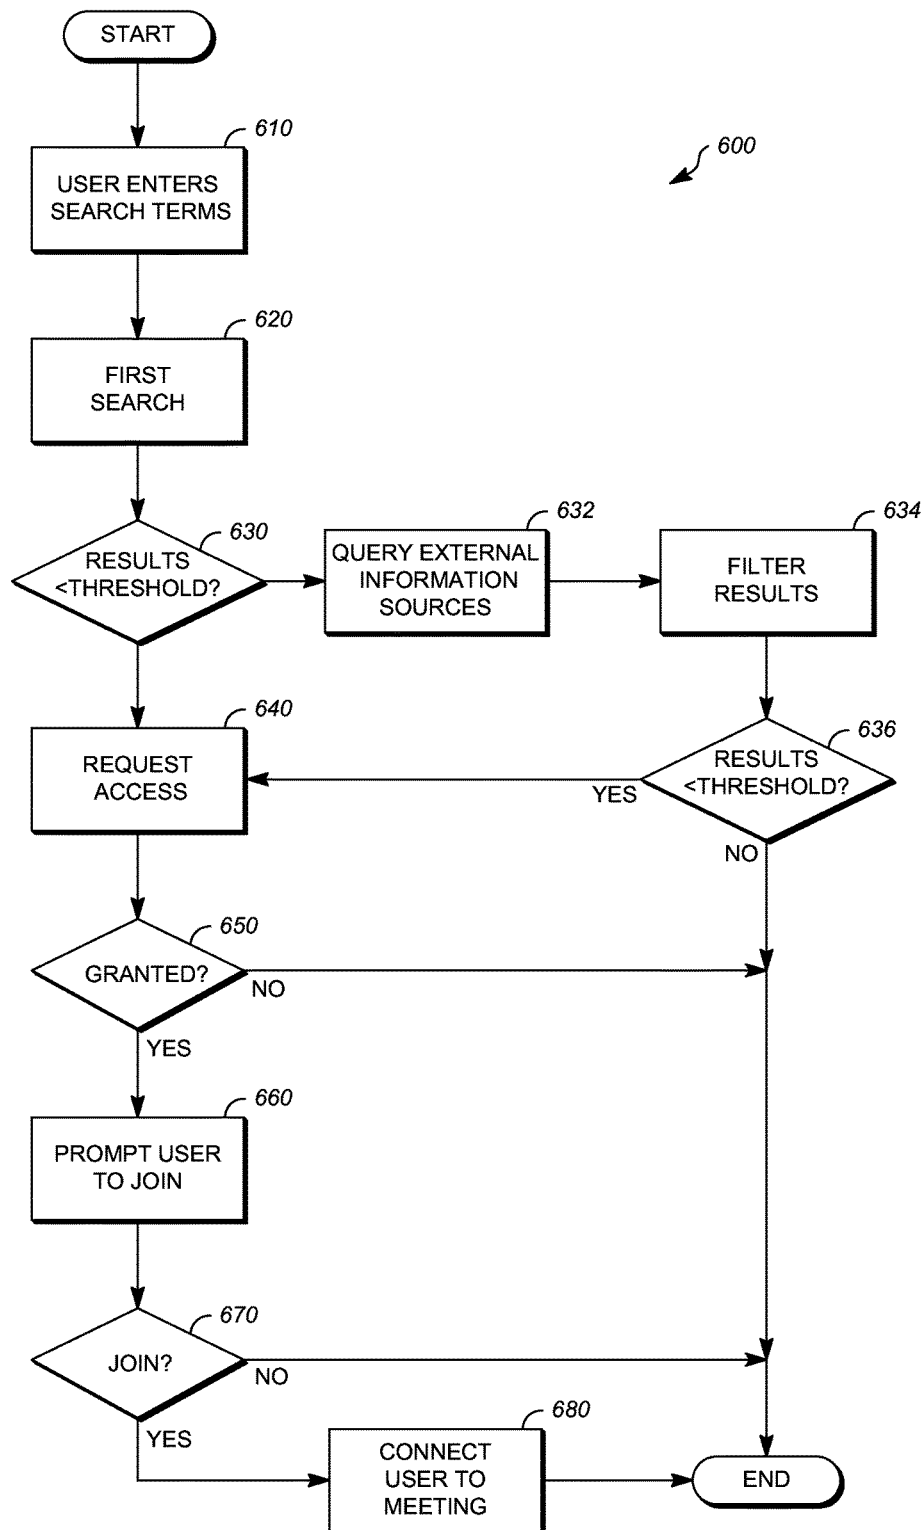 START
610
USER ENTERS
SEARCH TERMS
600
620
FIRST
SEARCH
630
RESULTS
<THRESHOLD?
632
QUERY EXTERNAL
INFORMATION
SOURCES
634
FILTER
RESULTS
640
REQUEST
ACCESS
636
RESULTS
<THRESHOLD?
YES
NO
650
GRANTED?
NO
YES
660
PROMPT USER
TO JOIN
670
JOIN?
NO
YES
680
CONNECT
USER TO
MEETING
END